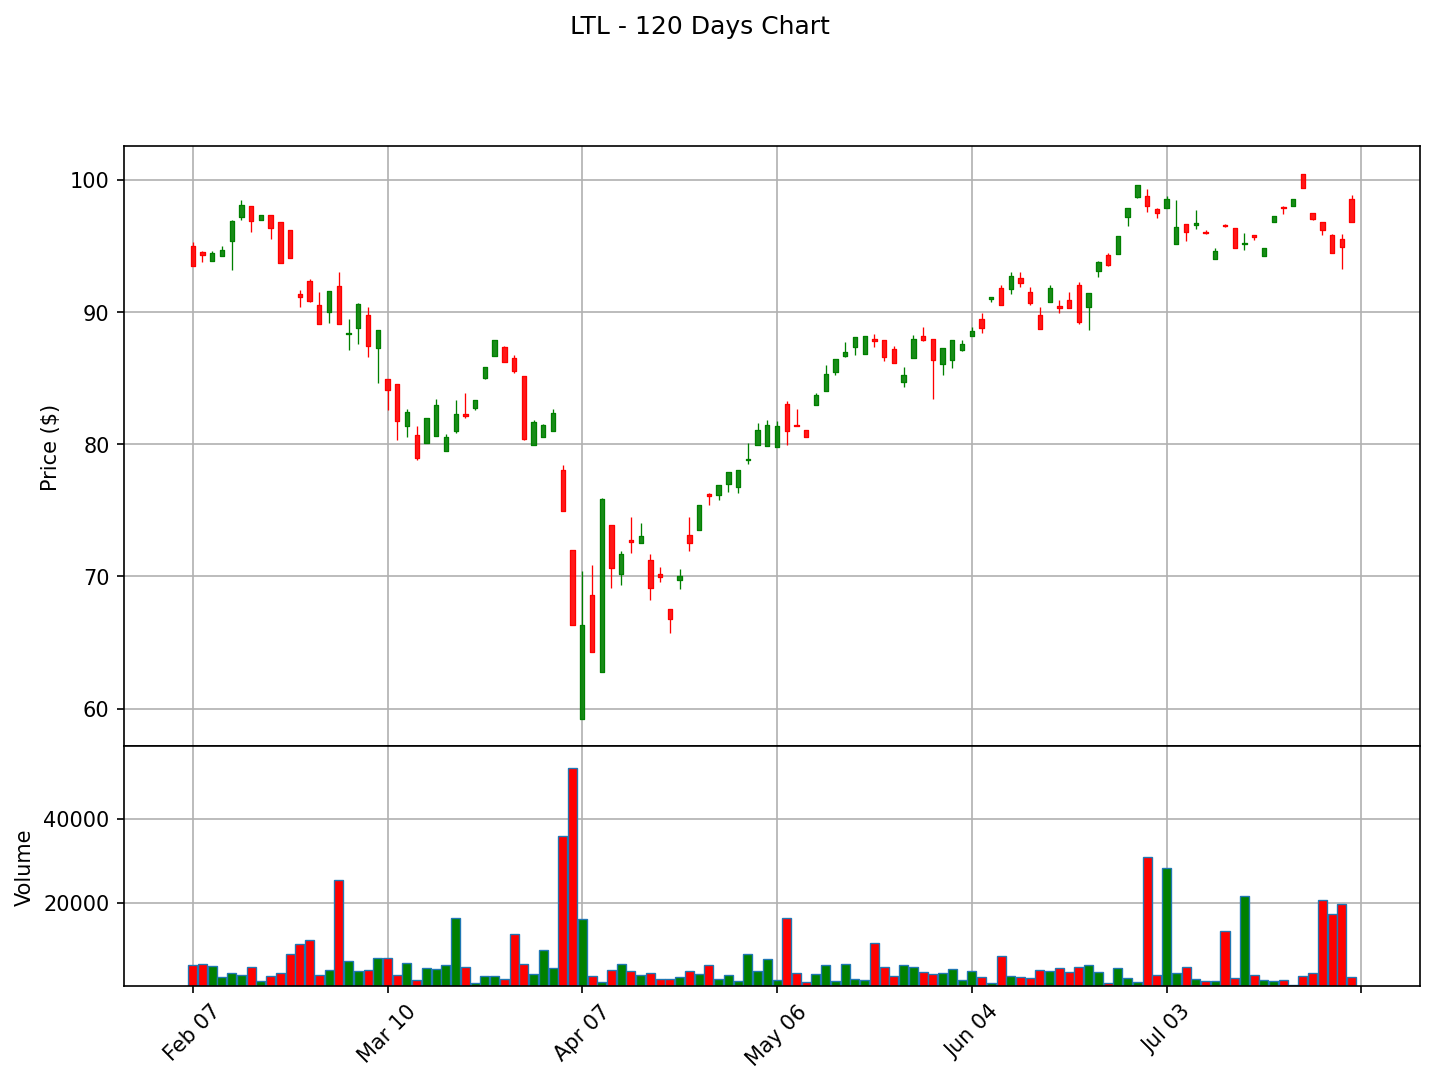 LTL - 120 Days Chart
100
90
80
70
60
Price ($)
40000
20000
Volume
Feb 07
Mar 10
Apr 07
May 06
Jun 04
Jul 03